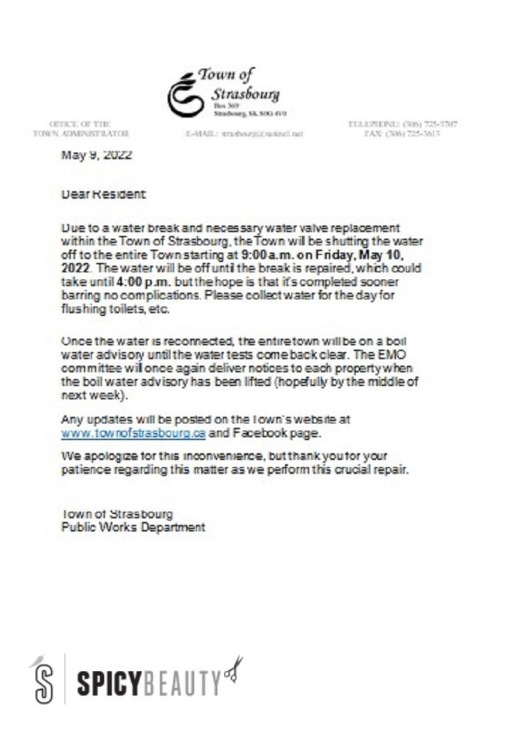 Town of
Strasbourg
Box 369
Strasbourg, SK S0G 4V0
OFFICE OF THE
TOWN ADMINISTRATOR
E-MAIL: strasbourg@sasktel.net
TELEPHONE: (306) 725-3707
FAX: (306) 725-3613
May 9, 2022
Dear Resident
Due to a water break and necessary water valve replacement
within the Town of Strasbourg, the Town will be shutting the water
off to the entire Town starting at 9:00 a.m. on Friday, May 10,
2022. The water will be off until the break is repaired, which could
take until 4:00 p.m. but the hope is that it's completed sooner
barring no complications. Please collect water for the day for
flushing toilets, etc.
Once the water is reconnected, the entire town will be on a boil
water advisory until the water tests come back clear. The EMO
committee will once again deliver notices to each property when
the boil water advisory has been lifted (hopefully by the middle of
next week).
Any updates will be posted on the Town's website at
www.townofstrasbourg.ca and Facebook page.
We apologize for this inconvenience, but thank you for your
patience regarding this matter as we perform this crucial repair.
Town of Strasbourg
Public Works Department
S SPICYBEAUTY